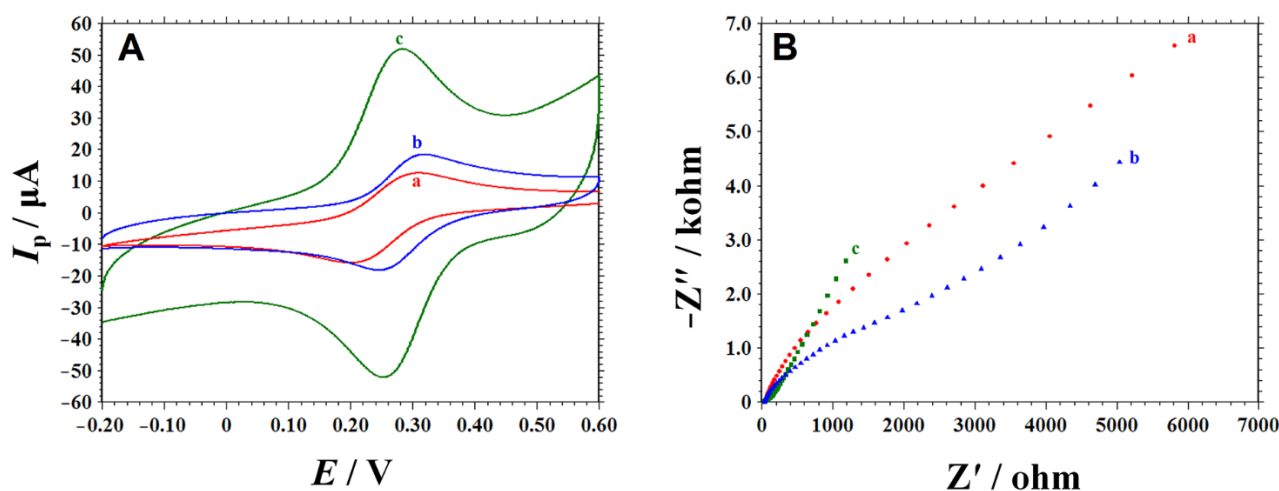 A
60
50
40
30
20
10
0
−10
−20
−30
−40
−50
−60
c
b
a
−0.20 −0.10 0 0.10 0.20 0.30 0.40 0.50 0.60
E / V
Ip / μA
B
7.0
6.0
5.0
4.0
3.0
2.0
1.0
0
a
b
c
0 1000 2000 3000 4000 5000 6000 7000
Z′ / ohm
−Z″ / kohm